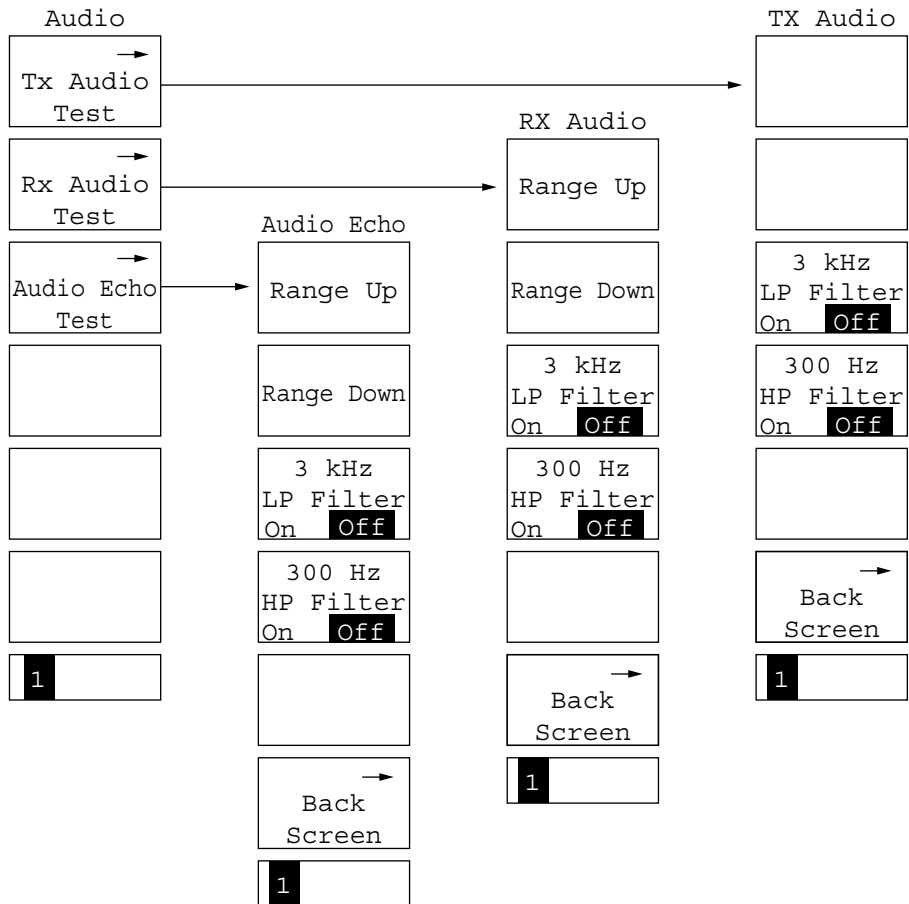 Audio
Tx Audio
Test
Rx Audio
Test
Audio Echo
Test
1
Audio Echo
Range Up
Range Down
3 kHz
LP Filter
On Off
300 Hz
HP Filter
On Off
Back
Screen
1
RX Audio
Range Up
Range Down
3 kHz
LP Filter
On Off
300 Hz
HP Filter
On Off
Back
Screen
1
TX Audio
3 kHz
LP Filter
On Off
300 Hz
HP Filter
On Off
Back
Screen
1